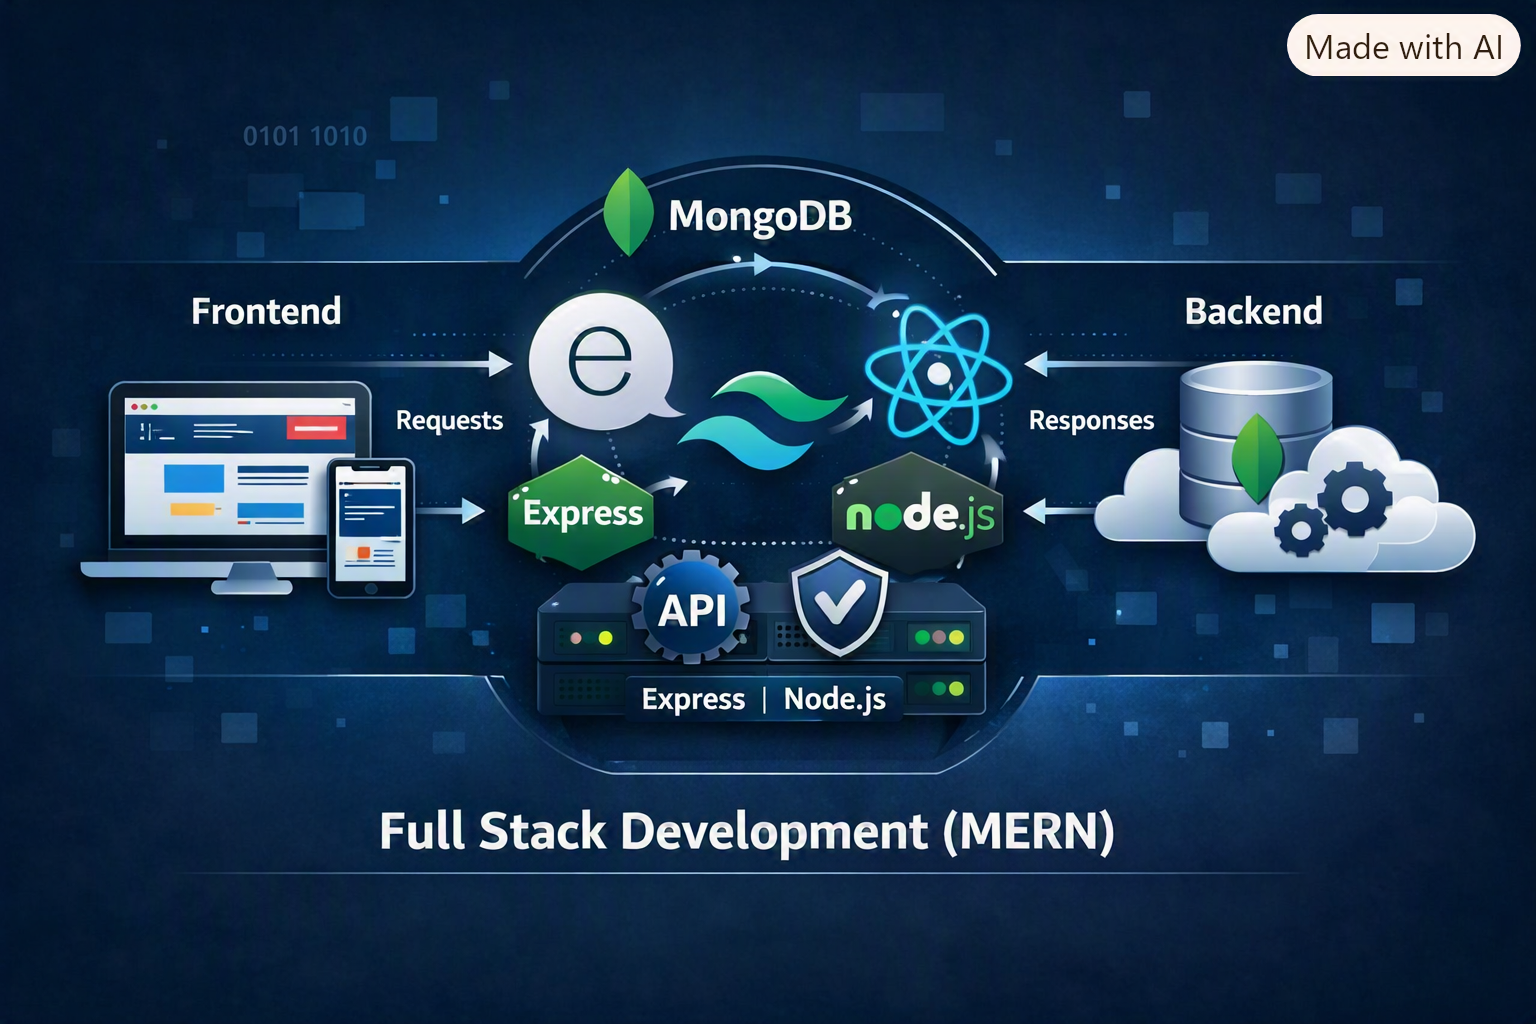 Made with AI
0101 1010
MongoDB
Frontend
Backend
e
Requests
Responses
Express
node.js
API
Express | Node.js
Full Stack Development (MERN)